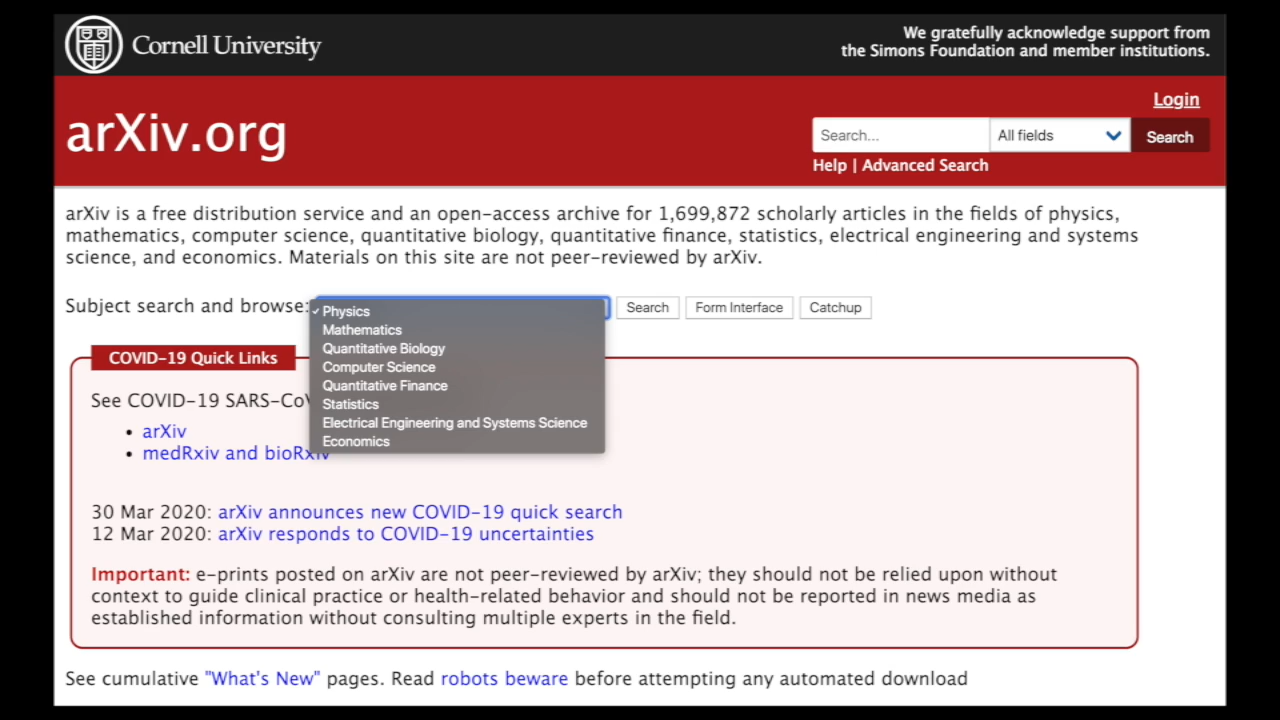 Cornell University
We gratefully acknowledge support from
the Simons Foundation and member institutions.
Login
arXiv.org
Search...
All fields
Search
Help | Advanced Search
arXiv is a free distribution service and an open-access archive for 1,699,872 scholarly articles in the fields of physics,
mathematics, computer science, quantitative biology, quantitative finance, statistics, electrical engineering and systems
science, and economics. Materials on this site are not peer-reviewed by arXiv.
Subject search and browse:
✓ Physics
Mathematics
Quantitative Biology
Computer Science
Quantitative Finance
Statistics
Electrical Engineering and Systems Science
Economics
Search
Form Interface
Catchup
COVID-19 Quick Links
See COVID-19 SARS-CoV
• arXiv
• medRxiv and bioRxiv
30 Mar 2020: arXiv announces new COVID-19 quick search
12 Mar 2020: arXiv responds to COVID-19 uncertainties
Important: e-prints posted on arXiv are not peer-reviewed by arXiv; they should not be relied upon without
context to guide clinical practice or health-related behavior and should not be reported in news media as
established information without consulting multiple experts in the field.
See cumulative "What's New" pages. Read robots beware before attempting any automated download